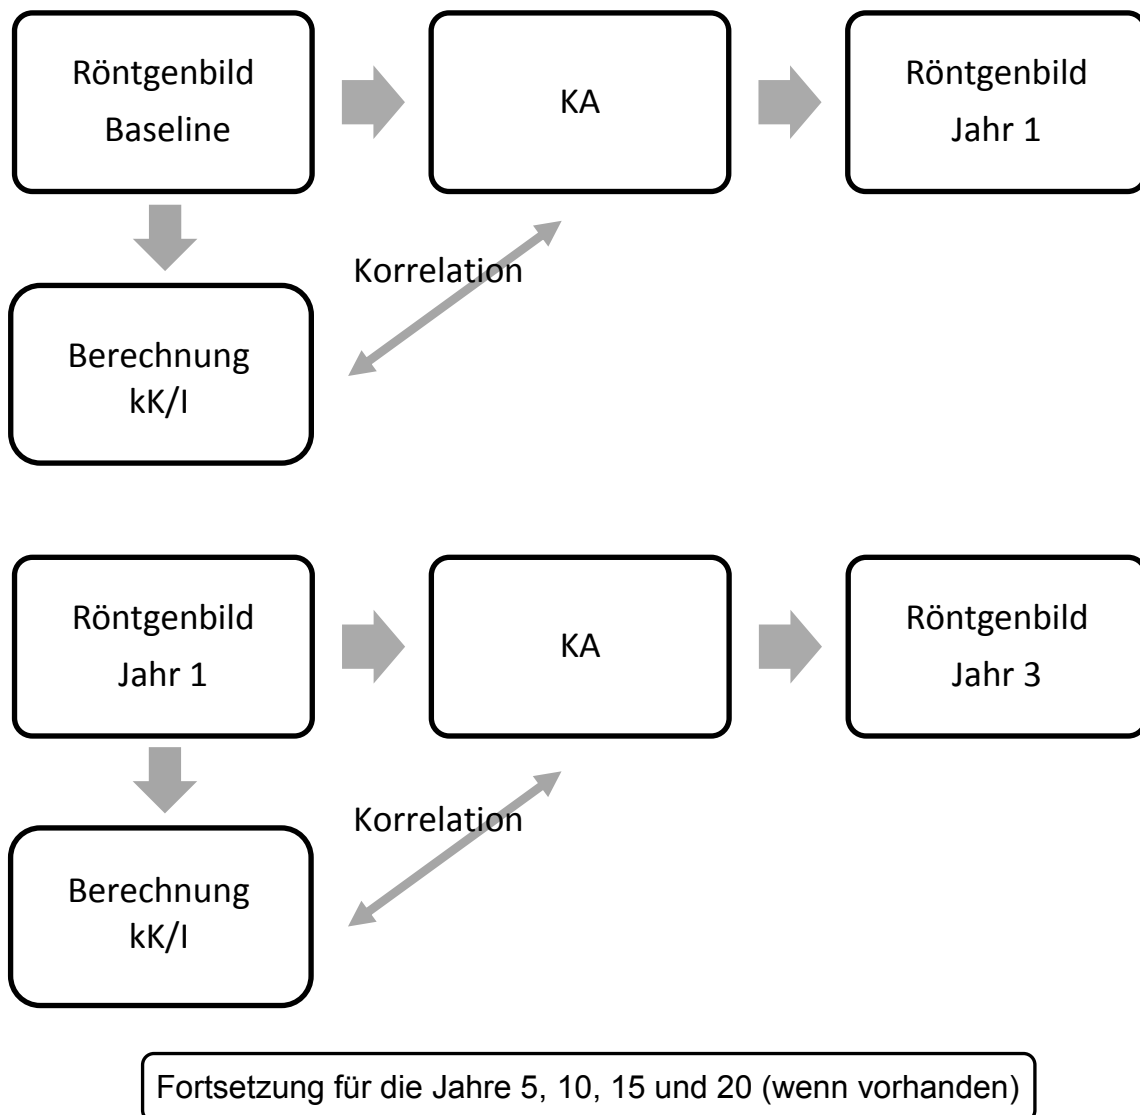 Röntgenbild
Baseline
KA
Röntgenbild
Jahr 1
Korrelation
Berechnung
kK/I
Röntgenbild
Jahr 1
KA
Röntgenbild
Jahr 3
Korrelation
Berechnung
kK/I
Fortsetzung für die Jahre 5, 10, 15 und 20 (wenn vorhanden)